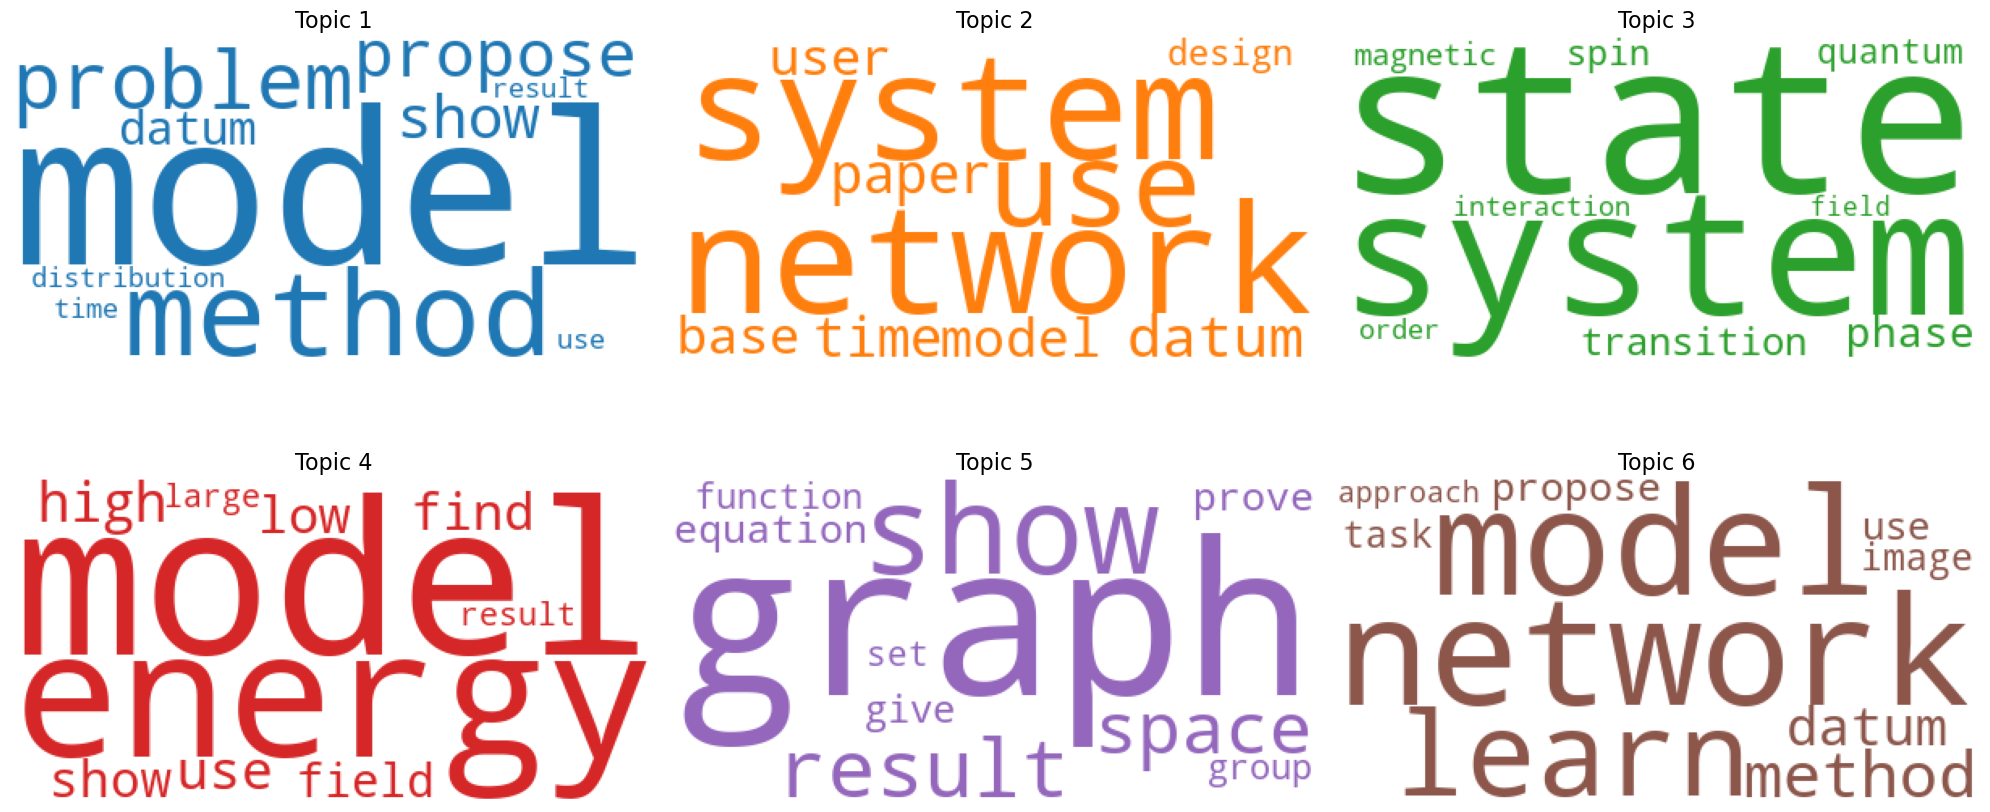 Topic 1
propose
problem
result
show
datum
model
distribution
time
method
use
Topic 2
user
design
system
paper
use
network
base
time
model
datum
Topic 3
magnetic
spin
quantum
state
interaction
field
system
order
transition
phase
Topic 4
high
large
low
find
model
result
energy
show
use
field
Topic 5
function
show
prove
equation
graph
set
give
space
result
group
Topic 6
approach
propose
task
model
use
image
network
learn
datum
method